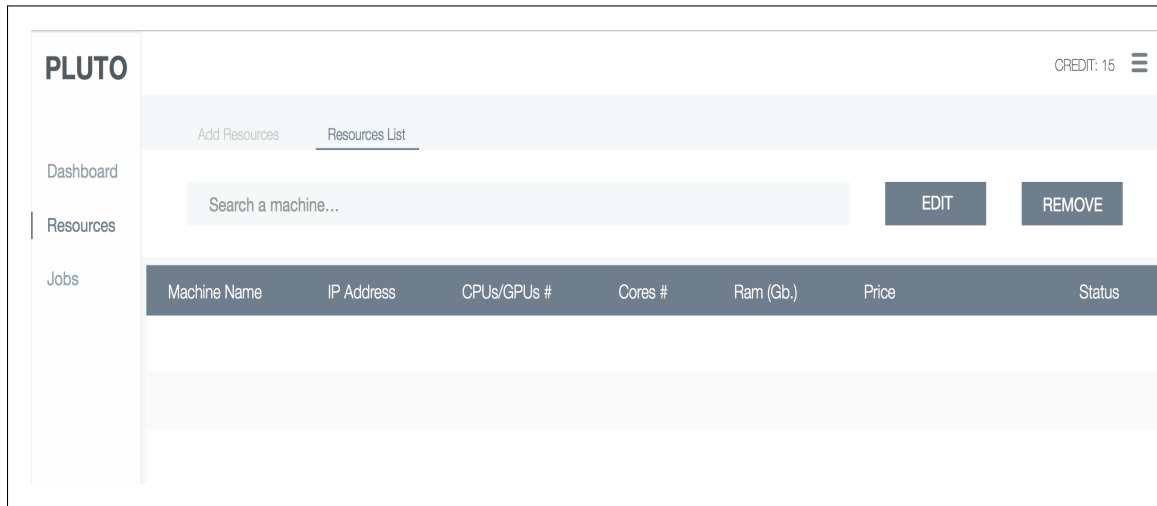 PLUTO
CREDIT: 15
Add Resources Resources List
Dashboard
Search a machine... EDIT REMOVE
Resources
Jobs
Machine Name IP Address CPUs/GPUs # Cores # Ram (Gb.) Price Status